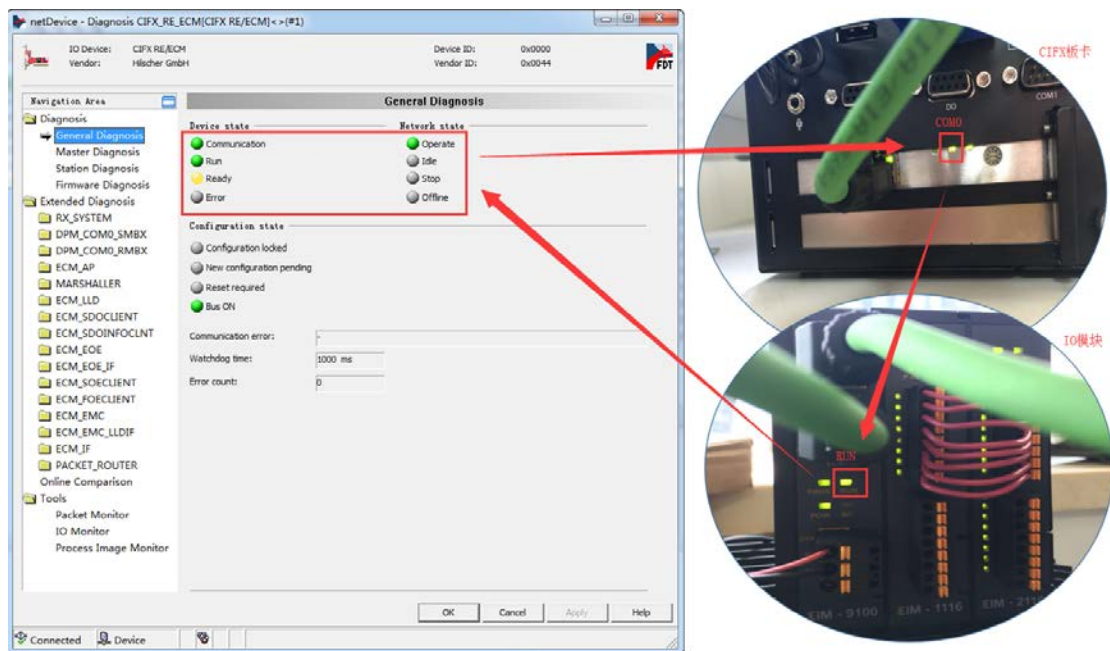 netDevice - Diagnosis CIFX_RE_ECM[CIFX RE/ECM]<>(#1)
IO Device: CIFX RE/ECM Device ID: 0x0000
Vendor: Hilscher GmbH Vendor ID: 0x0044
FDT
Navigation Area
General Diagnosis
Diagnosis
General Diagnosis
Master Diagnosis
Station Diagnosis
Firmware Diagnosis
Extended Diagnosis
RX_SYSTEM
DPM_COM0_SMBX
DPM_COM0_RMBX
ECM_AP
MARSHALLER
ECM_LLD
ECM_SDOCLIENT
ECM_SDOINFOCLNT
ECM_EOE
ECM_EOE_IF
ECM_SOECLIENT
ECM_FOECLIENT
ECM_EMC
ECM_EMC_LLDIF
ECM_IF
PACKET_ROUTER
Online Comparison
Tools
Packet Monitor
IO Monitor
Process Image Monitor
Device state Network state
Communication Operate
Run Idle
Ready Stop
Error Offline
Configuration state
Configuration locked
New configuration pending
Reset required
Bus ON
Communication error: -
Watchdog time: 1000 ms
Error count: 0
OK Cancel Apply Help
Connected Device
CIFX板卡
DO
COM1
COM0
IO模块
RUN
EIM - 9100
EIM - 1116